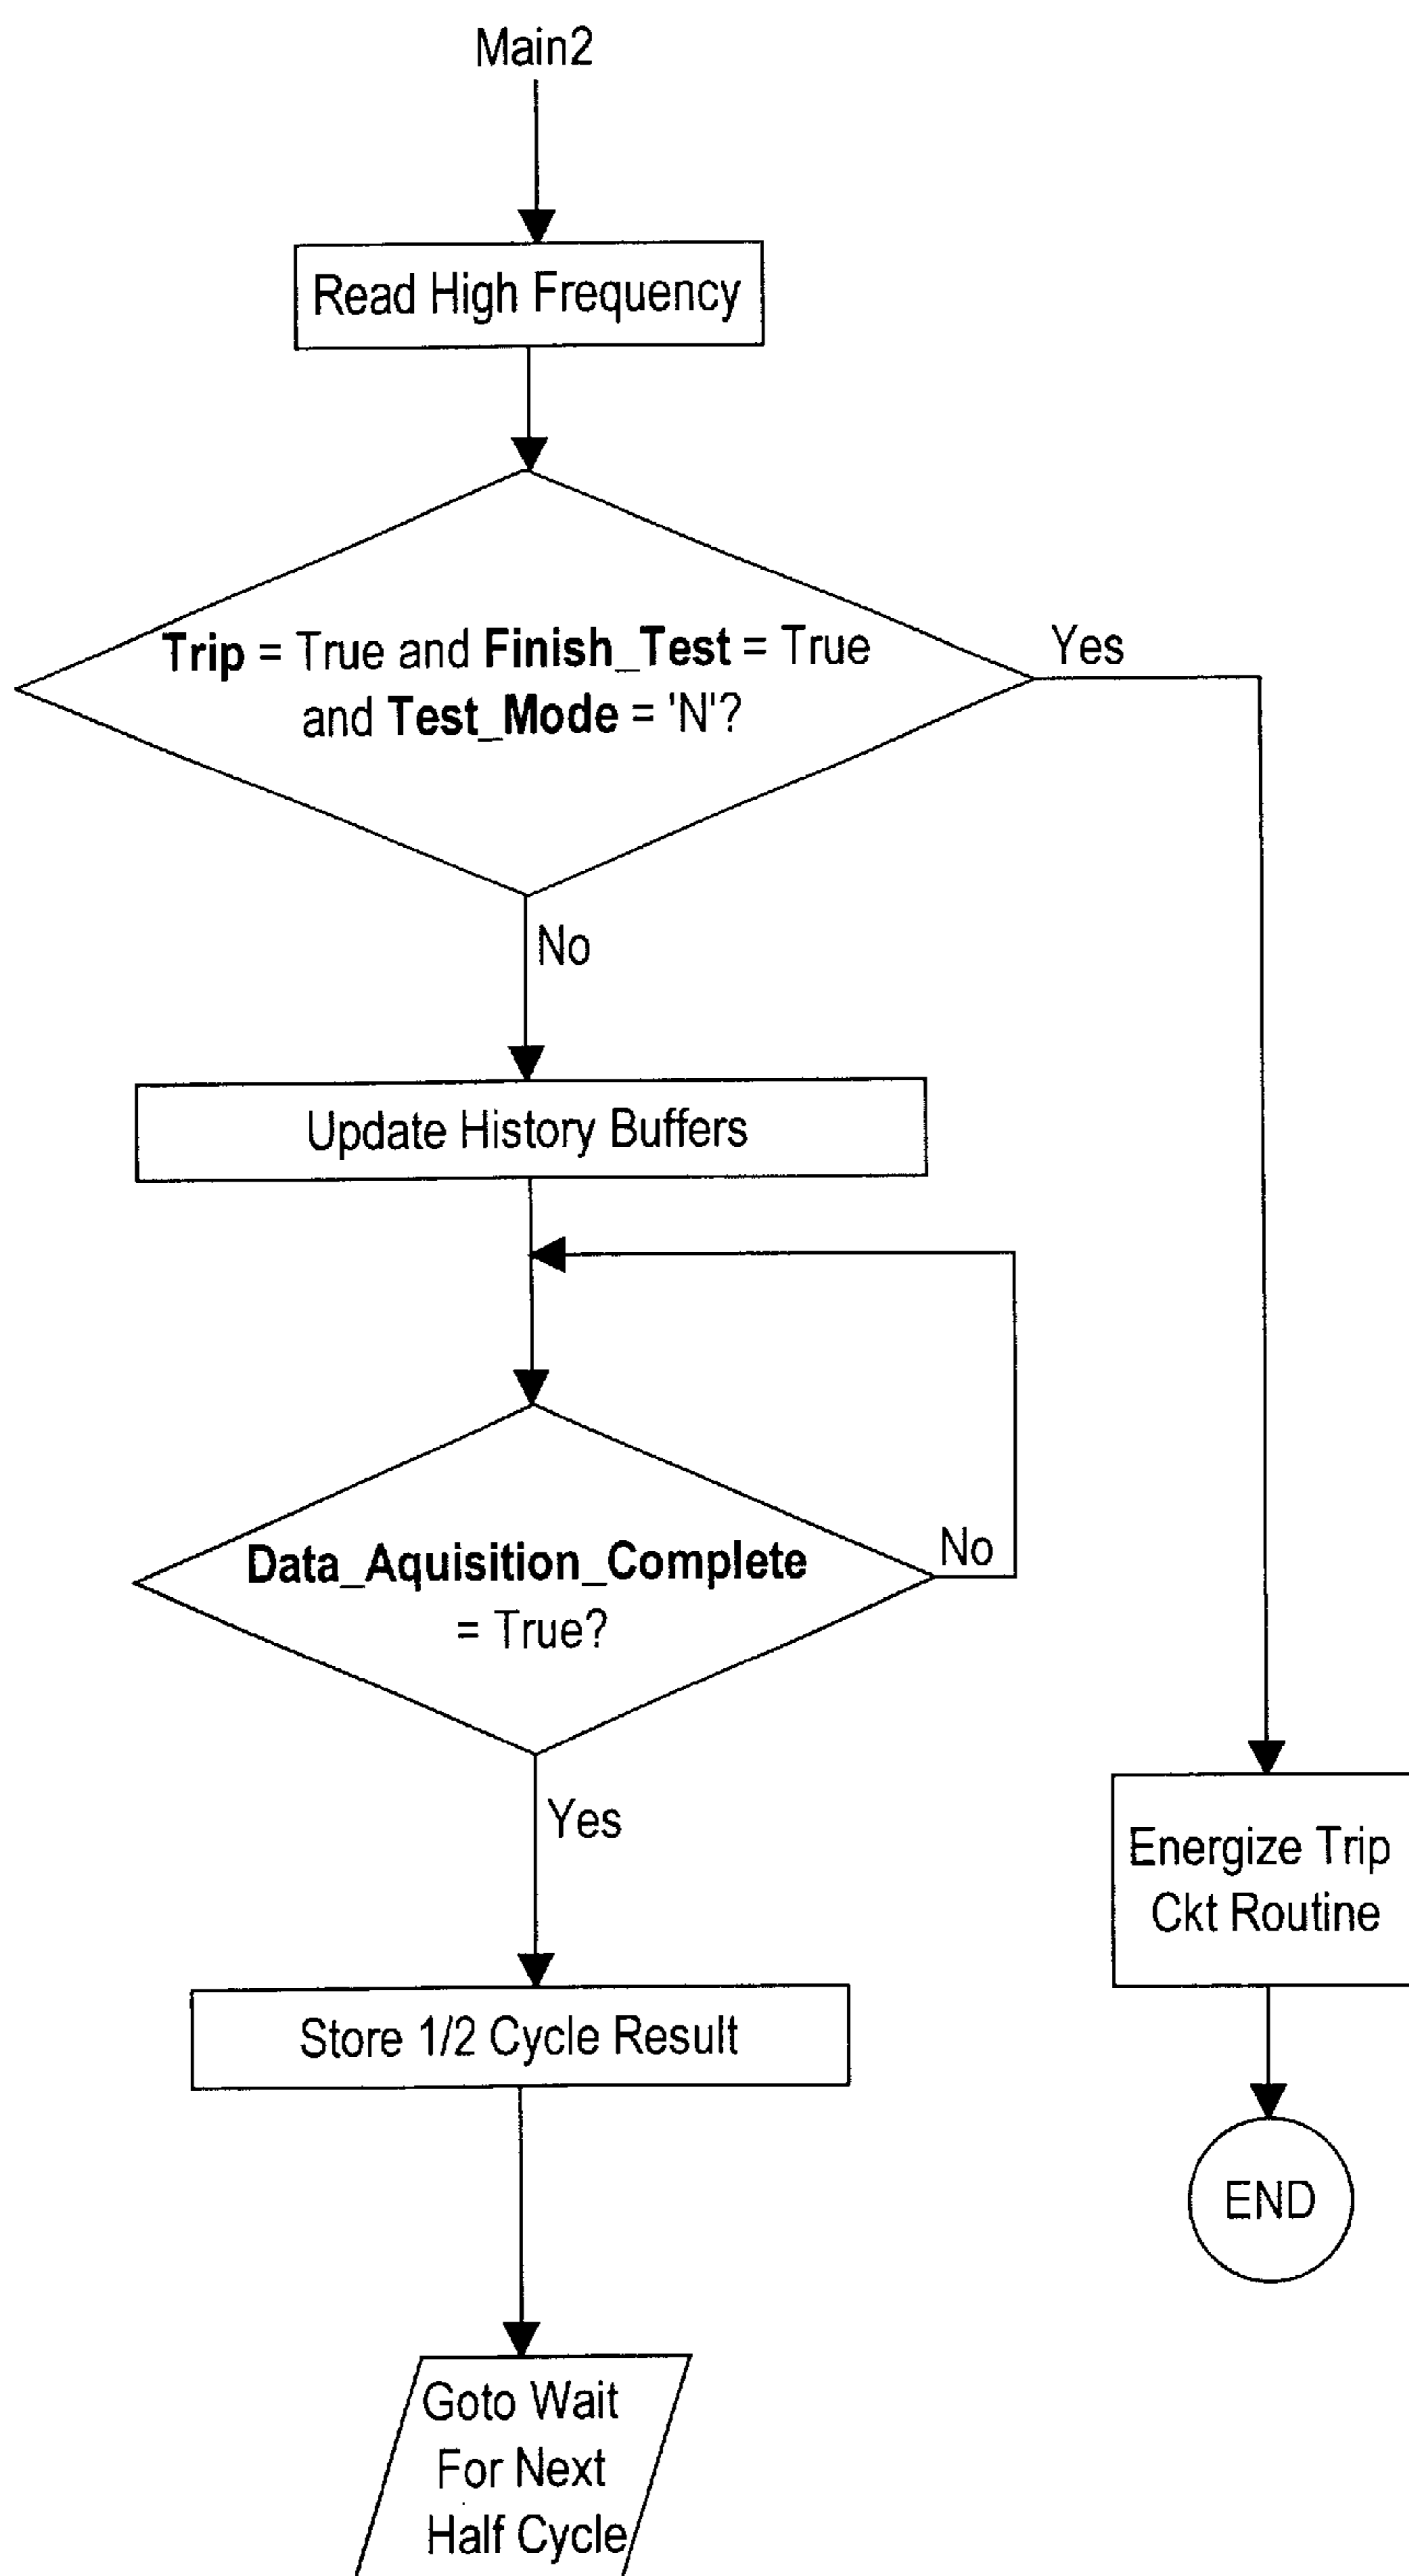 Main2
Read High Frequency
Trip = True and Finish_Test = True
and Test_Mode = 'N'?
Yes
No
Update History Buffers
Data_Aquisition_Complete
= True?
No
Yes
Energize Trip
Ckt Routine
Store 1/2 Cycle Result
END
Goto Wait
For Next
Half Cycle